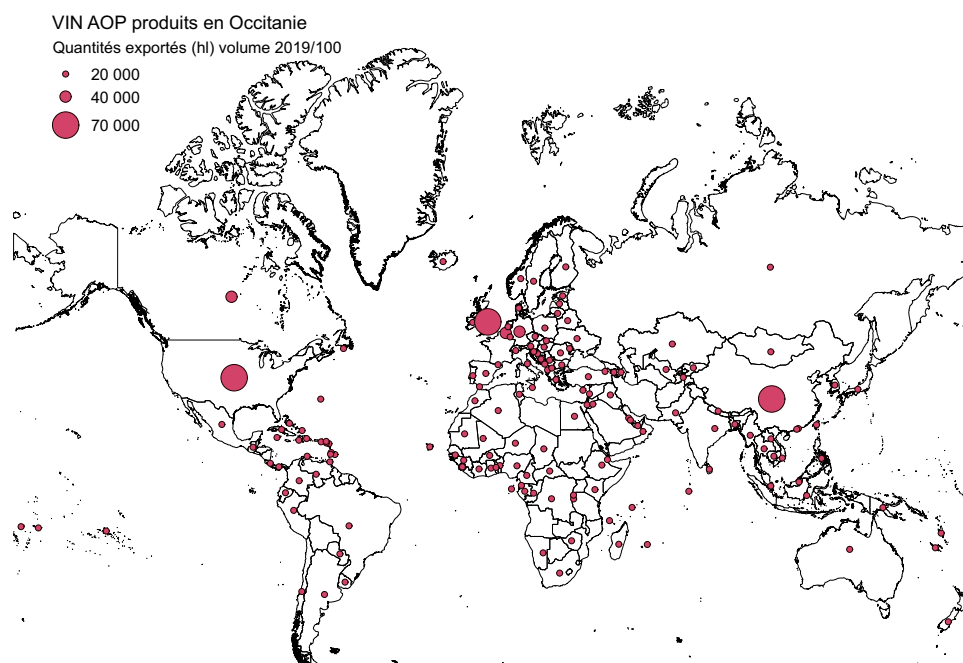 VIN AOP produits en Occitanie
Quantités exportés (hl) volume 2019/100
20 000
40 000
70 000